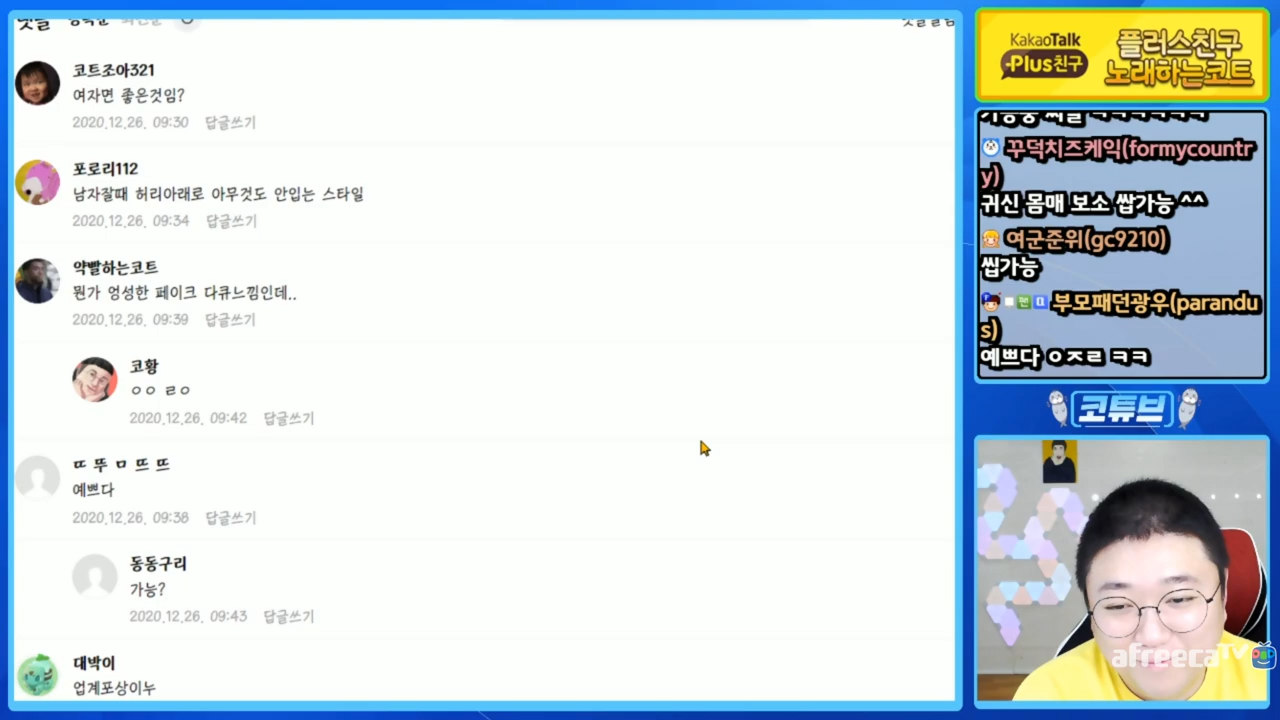 댓글
코트조아321
여자면 좋은것임?
2020.12.26. 09:30 답글쓰기
포로리112
남자잘때 허리아래로 아무것도 안입는 스타일
2020.12.26. 09:34 답글쓰기
약빨하는코트
뭔가 엉성한 페이크 다큐느낌인데..
2020.12.26. 09:39 답글쓰기
코황
ㅇㅇ ㄹㅇ
2020.12.26. 09:42 답글쓰기
ㄸ 뚜 ㅁ 뜨 뜨
예쁘다
2020.12.26. 09:38 답글쓰기
동동구리
가능?
2020.12.26. 09:43 답글쓰기
대박이
업계포상이누
KakaoTalk
Plus친구
플러스친구
노래하는코트
꾸덕치즈케익(formycountr
y)
귀신 몸매 보소 쌉가능 ^^
여군준위(gc9210)
씹가능
부모패던광우(parandu
s)
예쁘다 ㅇㅈㄹ ㅋㅋ
코튜브
afreecaTV